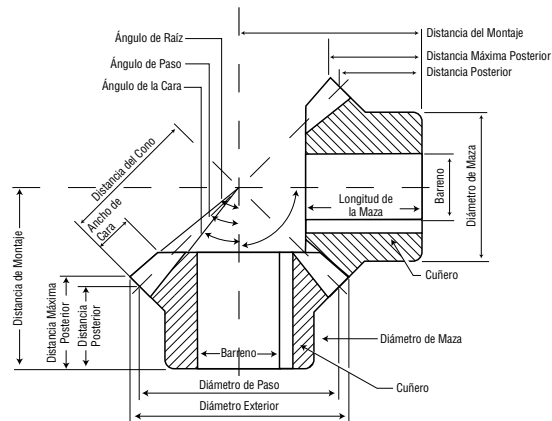 Distancia del Montaje
Ángulo de Raíz
Distancia Máxima Posterior
Ángulo de Paso
Distancia Posterior
Ángulo de la Cara
Distancia del Cono
Ancho de
Cara
Longitud de
la Maza
Barreno
Diámetro de Maza
Distancia de Montaje
Cuñero
Distancia Máxima
Posterior
Distancia
Posterior
Diámetro de Maza
Barreno
Diámetro de Paso
Cuñero
Diámetro Exterior